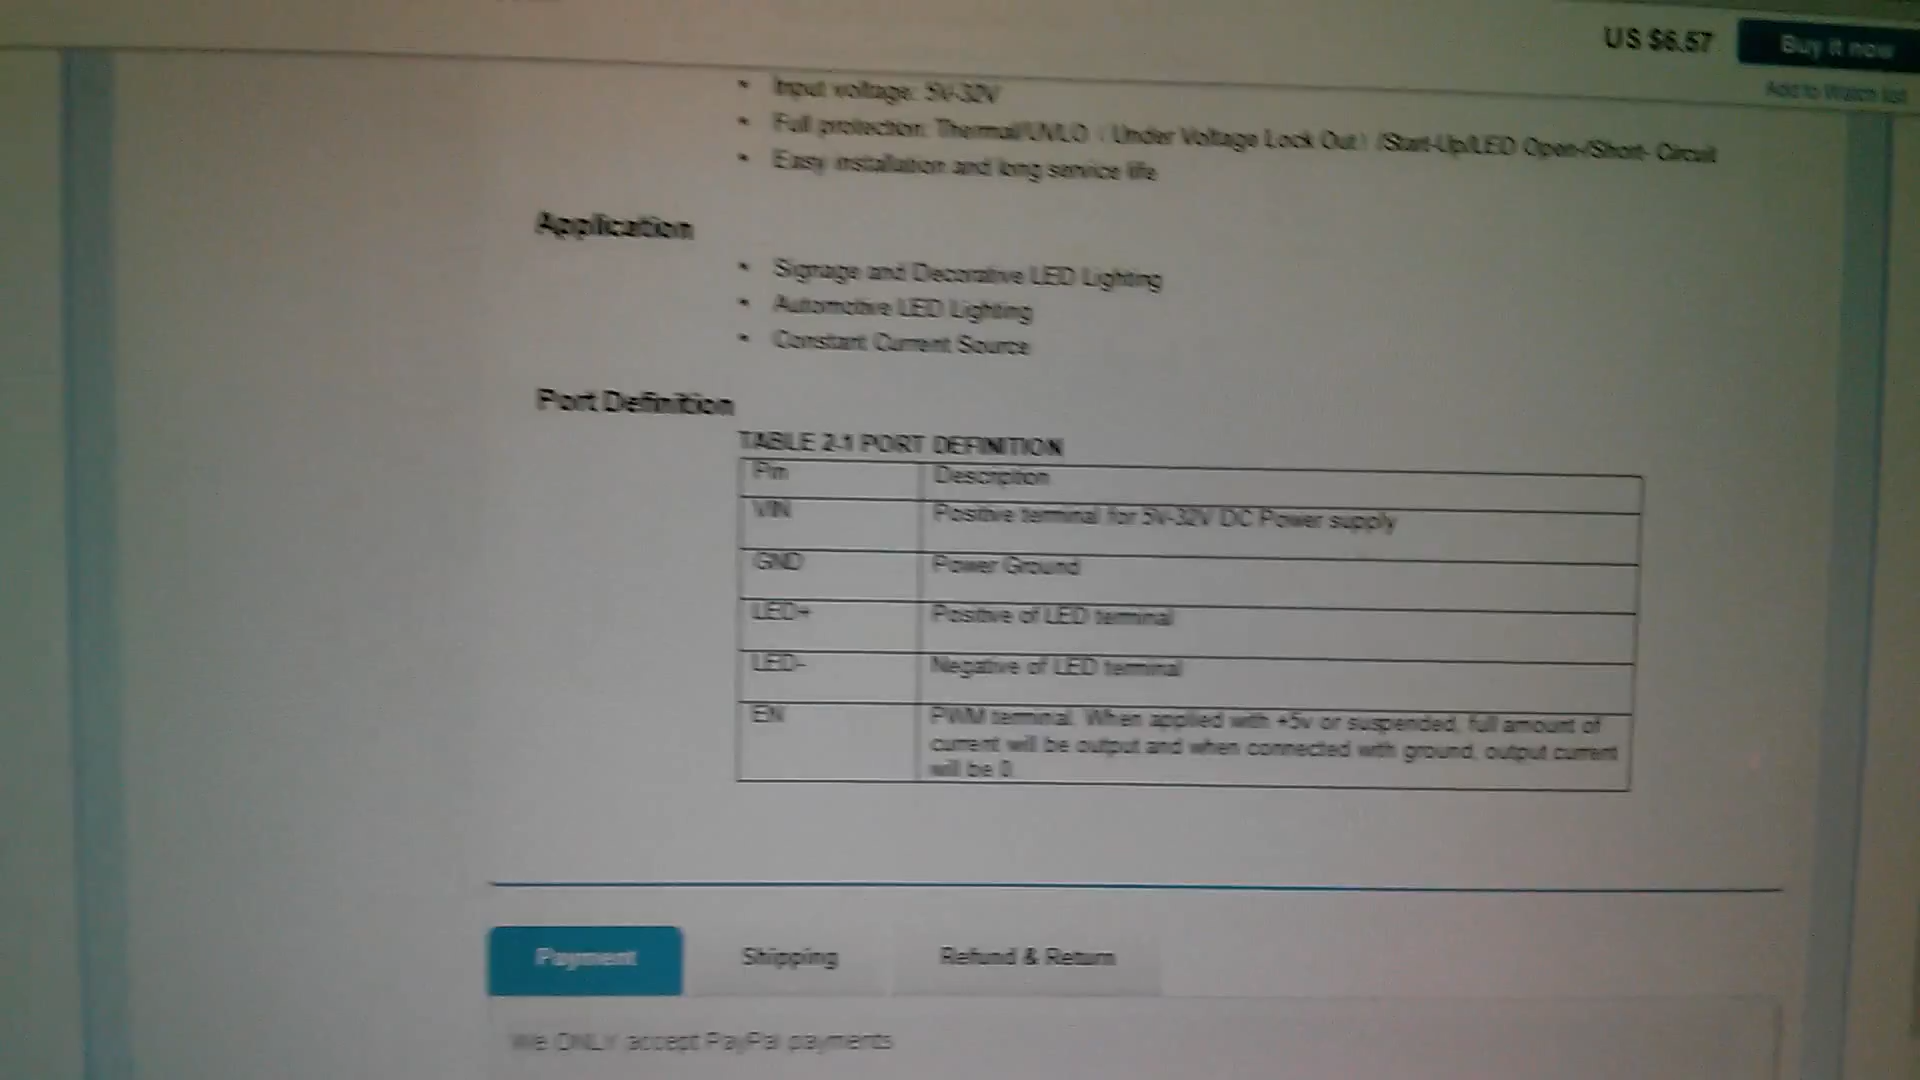 US $6.57
Buy it now
Add to Watch list
• Input voltage: 5V-32V
• Full protection: Thermal/UVLO ( Under Voltage Lock Out) /Start-Up/LED Open-/Short- Circuit
• Easy installation and long service life
Application
• Signage and Decorative LED Lighting
• Automotive LED Lighting
• Constant Current Source
Port Definition
TABLE 2-1 PORT DEFINITION
Pin Description
VIN Positive terminal for 5V-32V DC Power supply
GND Power Ground
LED+ Positive of LED terminal
LED- Negative of LED terminal
EN PWM terminal. When applied with +5v or suspended, full amount of
current will be output and when connected with ground, output current
will be 0
Payment Shipping Refund & Return
We ONLY accept PayPal payments